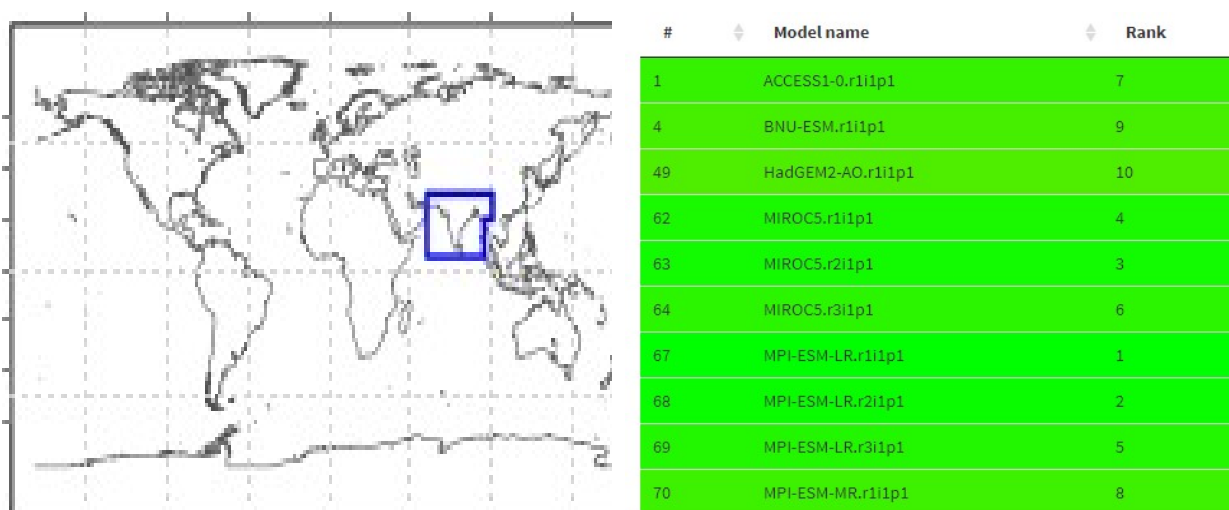 # Model name Rank
1 ACCESS1-0.r1i1p1 7
4 BNU-ESM.r1i1p1 9
49 HadGEM2-AO.r1i1p1 10
62 MIROC5.r1i1p1 4
63 MIROC5.r2i1p1 3
64 MIROC5.r3i1p1 6
67 MPI-ESM-LR.r1i1p1 1
68 MPI-ESM-LR.r2i1p1 2
69 MPI-ESM-LR.r3i1p1 5
70 MPI-ESM-MR.r1i1p1 8